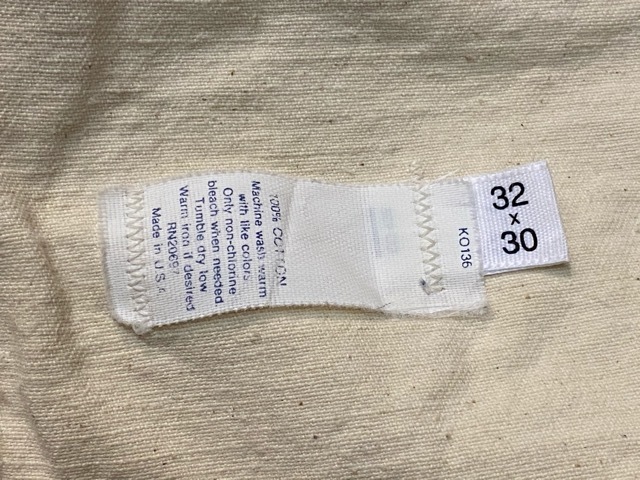 100% COTTON
Machine wash warm
with like colors
Only non-chlorine
bleach when needed.
Tumble dry low
Warm iron if desired
RN20697
Made in U.S.A
KO136
32
x
30